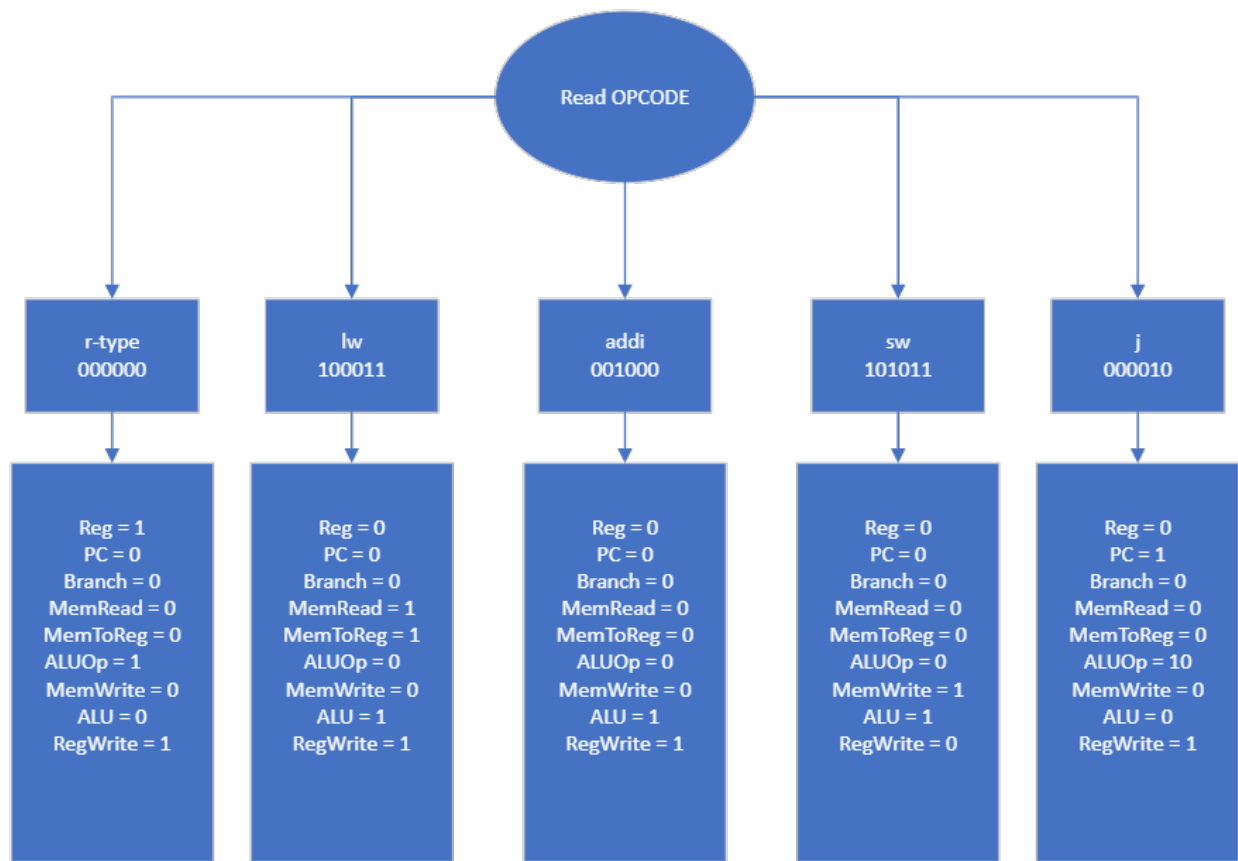 Read OPCODE
r-type
000000
lw
100011
addi
001000
sw
101011
j
000010
Reg = 1
PC = 0
Branch = 0
MemRead = 0
MemToReg = 0
ALUOp = 1
MemWrite = 0
ALU = 0
RegWrite = 1
Reg = 0
PC = 0
Branch = 0
MemRead = 1
MemToReg = 1
ALUOp = 0
MemWrite = 0
ALU = 1
RegWrite = 1
Reg = 0
PC = 0
Branch = 0
MemRead = 0
MemToReg = 0
ALUOp = 0
MemWrite = 0
ALU = 1
RegWrite = 1
Reg = 0
PC = 0
Branch = 0
MemRead = 0
MemToReg = 0
ALUOp = 0
MemWrite = 1
ALU = 1
RegWrite = 0
Reg = 0
PC = 1
Branch = 0
MemRead = 0
MemToReg = 0
ALUOp = 10
MemWrite = 0
ALU = 0
RegWrite = 1